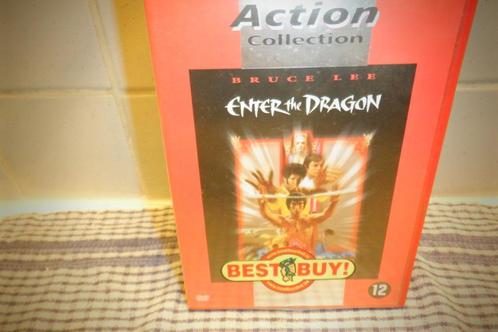 Action
Collection
BRUCE LEE
ENTER the DRAGON
BEST BUY!
12